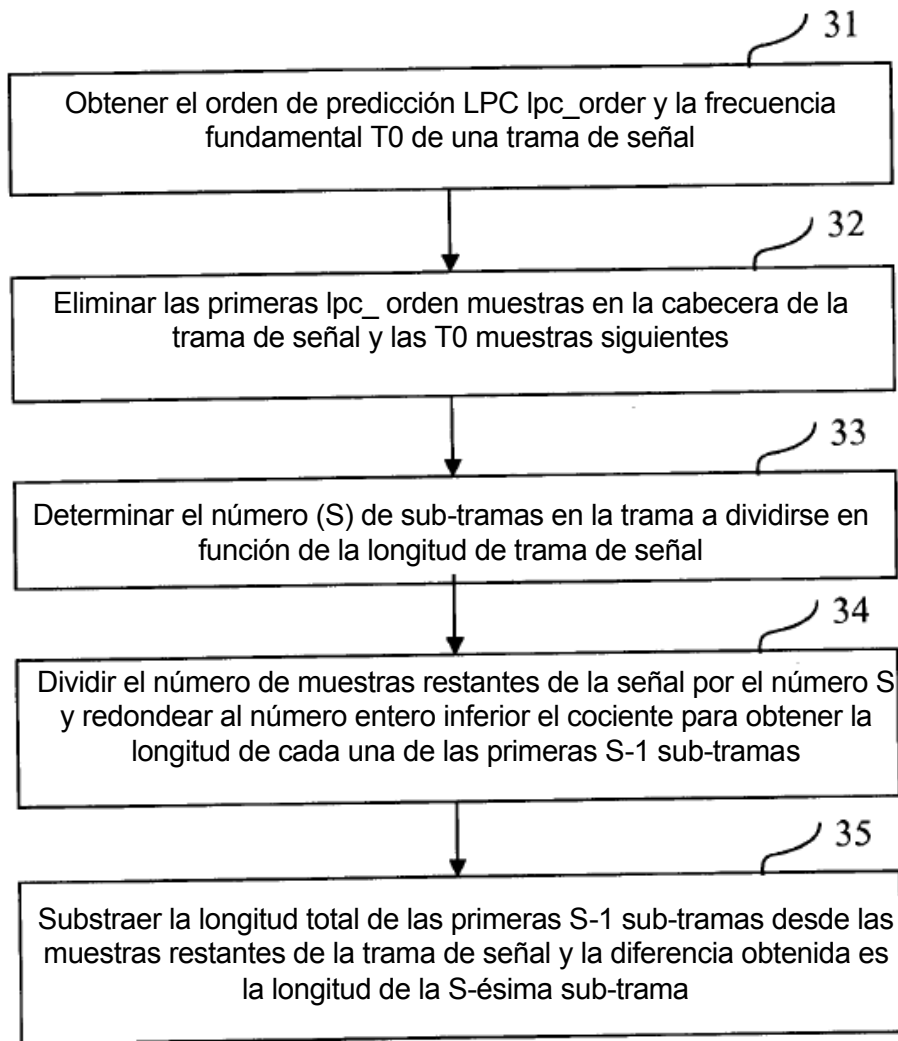 31
Obtener el orden de predicción LPC lpc_order y la frecuencia
fundamental T0 de una trama de señal
32
Eliminar las primeras lpc_ orden muestras en la cabecera de la
trama de señal y las T0 muestras siguientes
33
Determinar el número (S) de sub-tramas en la trama a dividirse en
función de la longitud de trama de señal
34
Dividir el número de muestras restantes de la señal por el número S
y redondear al número entero inferior el cociente para obtener la
longitud de cada una de las primeras S-1 sub-tramas
35
Substraer la longitud total de las primeras S-1 sub-tramas desde las
muestras restantes de la trama de señal y la diferencia obtenida es
la longitud de la S-ésima sub-trama